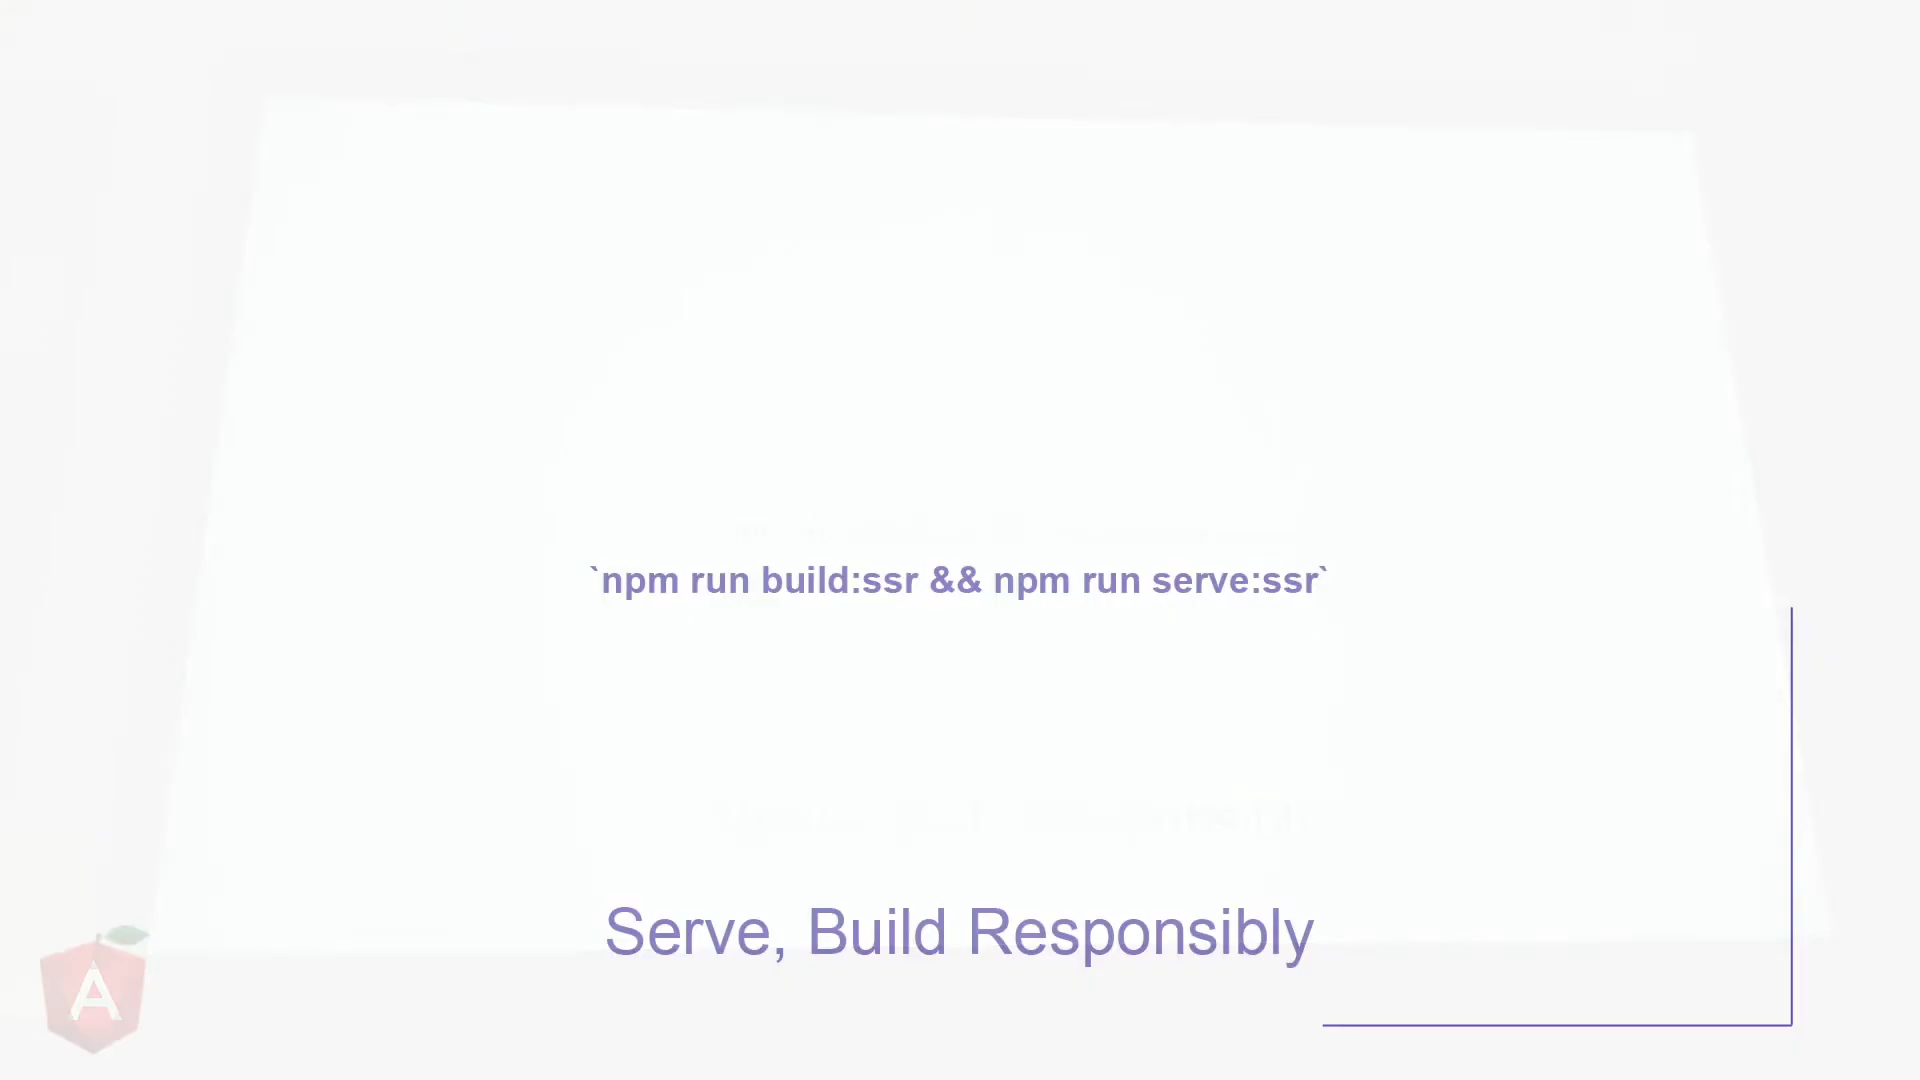 `npm run build:ssr && npm run serve:ssr`
Serve, Build Responsibly
A